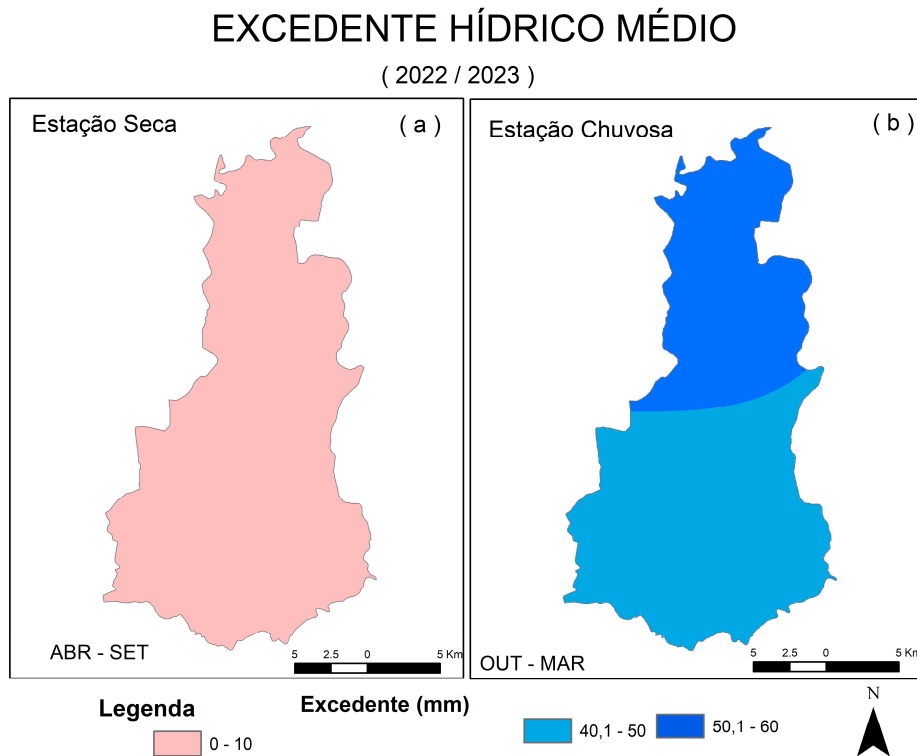 EXCEDENTE HÍDRICO MÉDIO
( 2022 / 2023 )
Estação Seca
( a )
Estação Chuvosa
( b )
ABR - SET
5 2.5 0 5 Km
OUT - MAR
5 2.5 0 5 Km
Legenda
Excedente (mm)
0 - 10
40,1 - 50
50,1 - 60
N